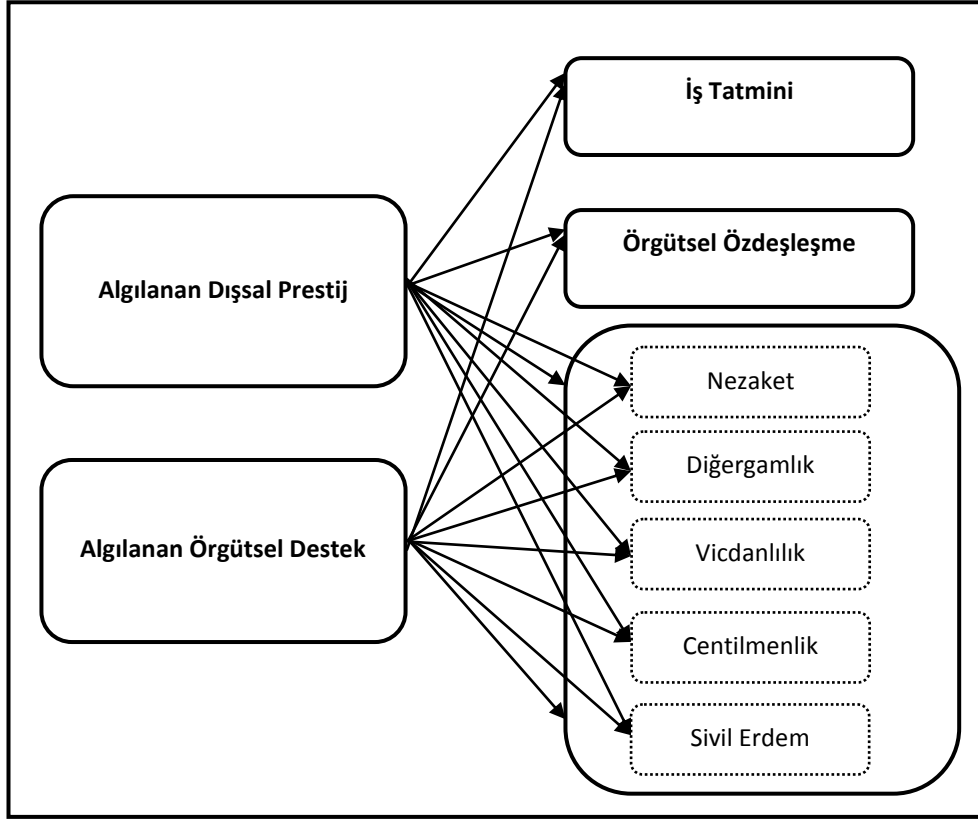 İş Tatmini
Örgütsel Özdeşleşme
Algılanan Dışsal Prestij
Nezaket
Diğergamlık
Algılanan Örgütsel Destek
Vicdanlılık
Centilmenlik
Sivil Erdem